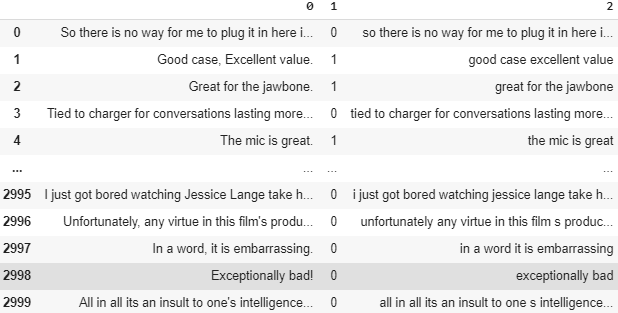 0 1 2
0 So there is no way for me to plug it in here i... 0 so there is no way for me to plug it in here i...
1 Good case, Excellent value. 1 good case excellent value
2 Great for the jawbone. 1 great for the jawbone
3 Tied to charger for conversations lasting more... 0 tied to charger for conversations lasting more...
4 The mic is great. 1 the mic is great
... ... ... ...
2995 I just got bored watching Jessice Lange take h... 0 i just got bored watching jessice lange take h...
2996 Unfortunately, any virtue in this film's produ... 0 unfortunately any virtue in this film s produc...
2997 In a word, it is embarrassing. 0 in a word it is embarrassing
2998 Exceptionally bad! 0 exceptionally bad
2999 All in all its an insult to one's intelligence... 0 all in all its an insult to one s intelligence...